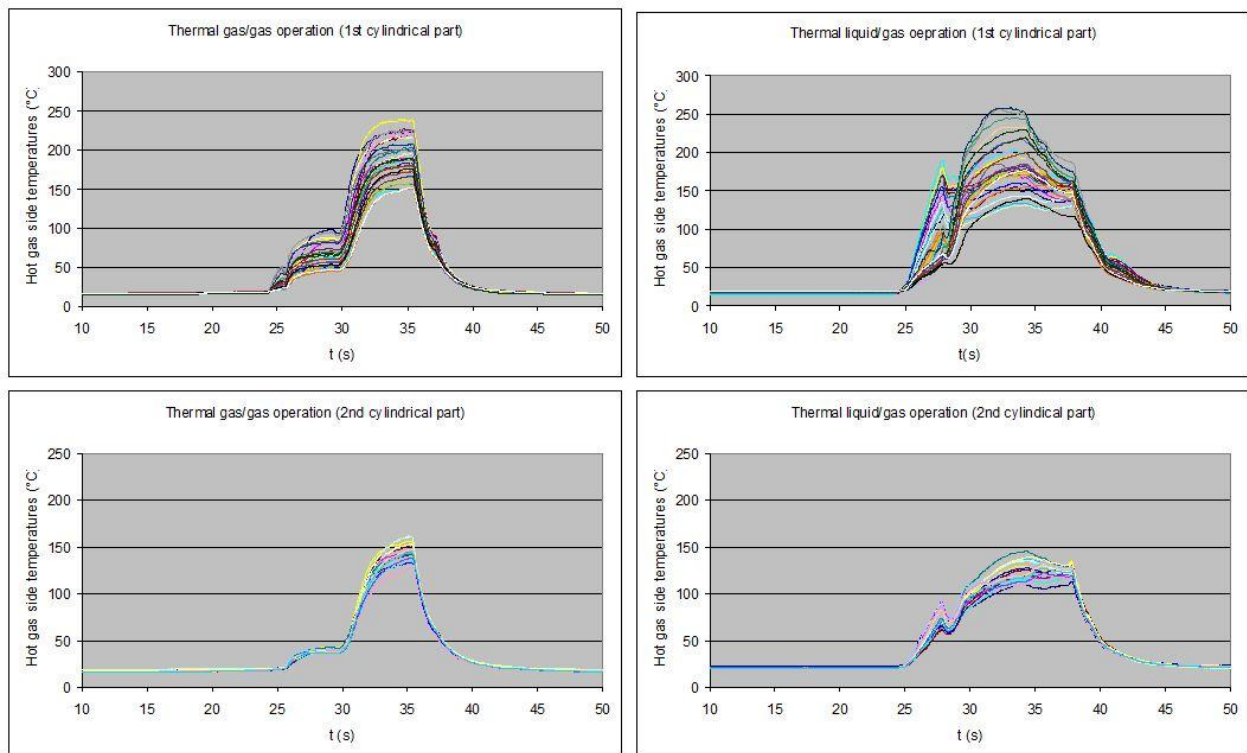 Thermal gas/gas operation (1st cylindrical part)
Hot gas side temperatures (°C)
300
250
200
150
100
50
0
10 15 20 25 30 35 40 45 50
t (s)
Thermal liquid/gas oepration (1st cylindrical part)
Hot gas side temperatures (°C)
300
250
200
150
100
50
0
10 15 20 25 30 35 40 45 50
t(s)
Thermal gas/gas operation (2nd cylindrical part)
Hot gas side temperatures (°C)
250
200
150
100
50
0
10 15 20 25 30 35 40 45 50
t (s)
Thermal liquid/gas operation (2nd cylindical part)
Hot gas side temperatures (°C)
250
200
150
100
50
0
10 15 20 25 30 35 40 45 50
t (s)